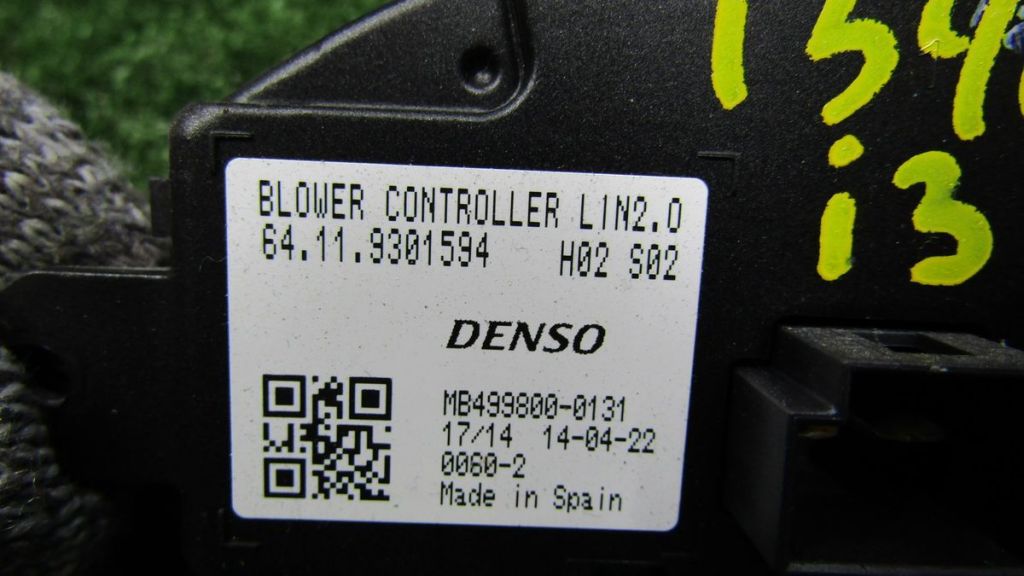 i3
BLOWER CONTROLLER LIN2.0
64.11.9301594 H02 S02
DENSO
MB499800-0131
17/14 14-04-22
0060-2
Made in Spain